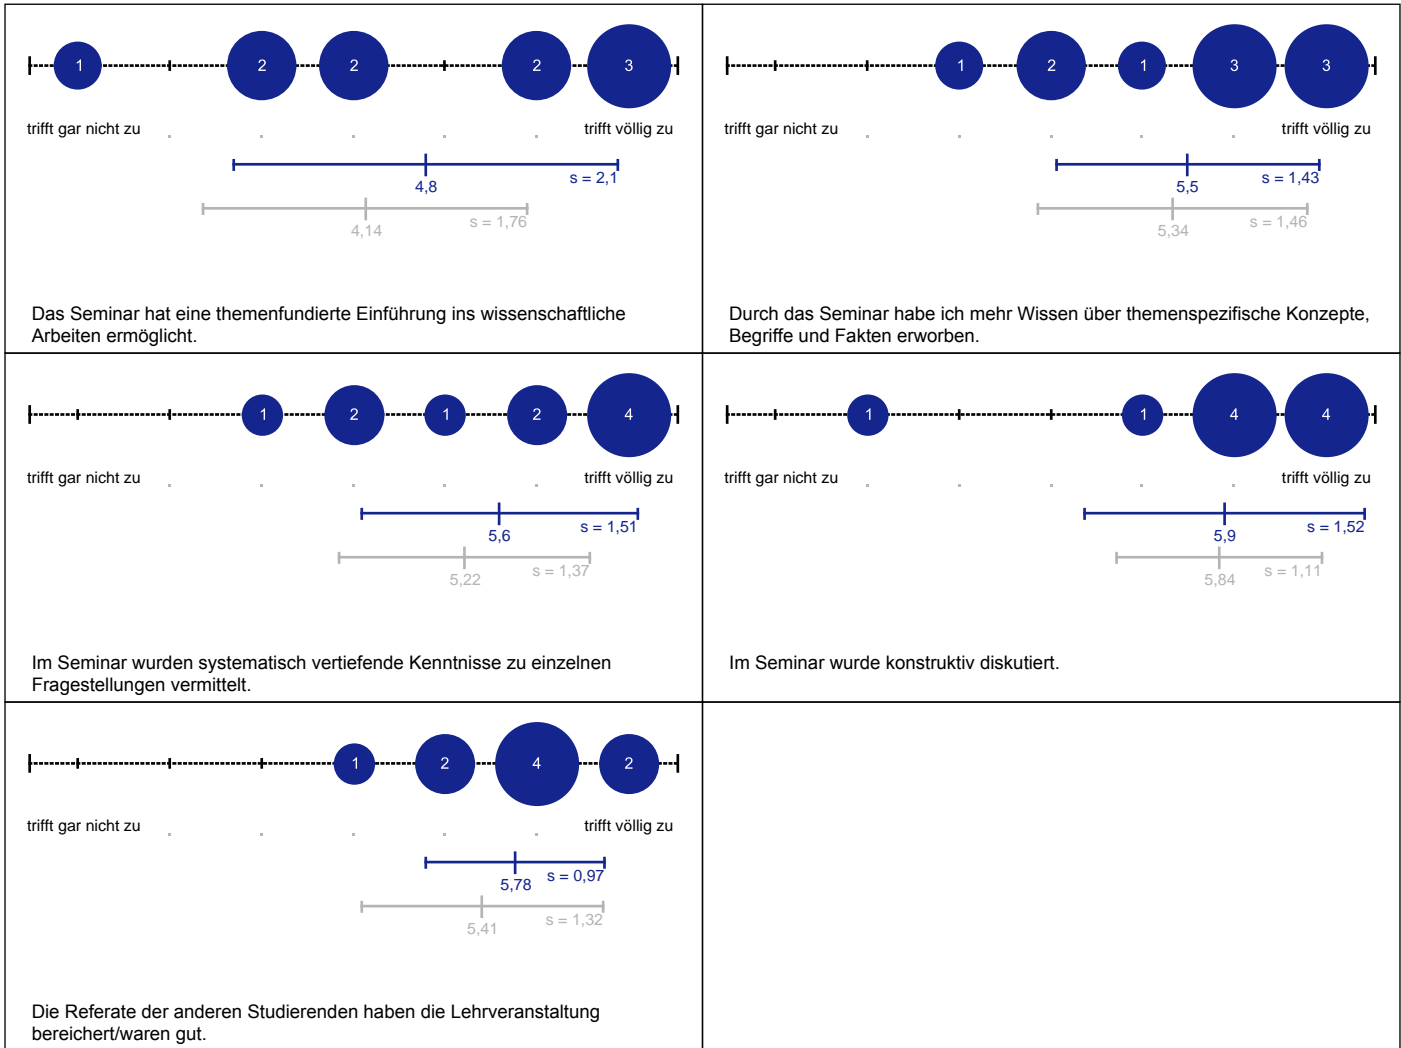 1 2 2 2 3
trifft gar nicht zu trifft völlig zu
4,8 s = 2,1
4,14 s = 1,76
Das Seminar hat eine themenfundierte Einführung ins wissenschaftliche
Arbeiten ermöglicht.
1 2 1 3 3
trifft gar nicht zu trifft völlig zu
5,5 s = 1,43
5,34 s = 1,46
Durch das Seminar habe ich mehr Wissen über themenspezifische Konzepte,
Begriffe und Fakten erworben.
1 2 1 2 4
trifft gar nicht zu trifft völlig zu
5,6 s = 1,51
5,22 s = 1,37
Im Seminar wurden systematisch vertiefende Kenntnisse zu einzelnen
Fragestellungen vermittelt.
1 1 4 4
trifft gar nicht zu trifft völlig zu
5,9 s = 1,52
5,84 s = 1,11
Im Seminar wurde konstruktiv diskutiert.
1 2 4 2
trifft gar nicht zu trifft völlig zu
5,78 s = 0,97
5,41 s = 1,32
Die Referate der anderen Studierenden haben die Lehrveranstaltung
bereichert/waren gut.